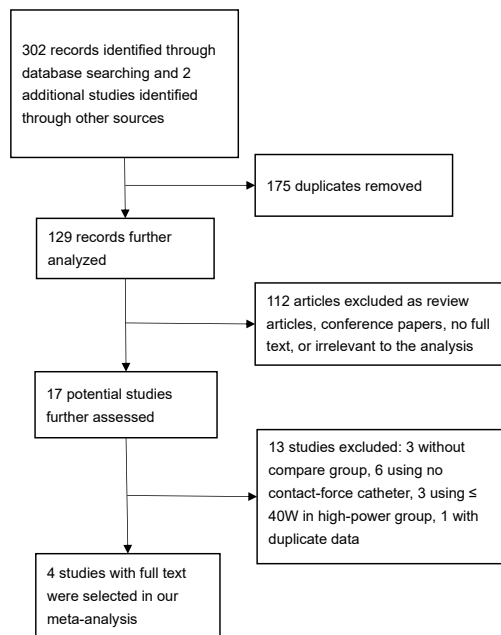 302 records identified through
database searching and 2
additional studies identified
through other sources
175 duplicates removed
129 records further
analyzed
112 articles excluded as review
articles, conference papers, no full
text, or irrelevant to the analysis
17 potential studies
further assessed
13 studies excluded: 3 without
compare group, 6 using no
contact-force catheter, 3 using ≤
40W in high-power group, 1 with
duplicate data
4 studies with full text
were selected in our
meta-analysis